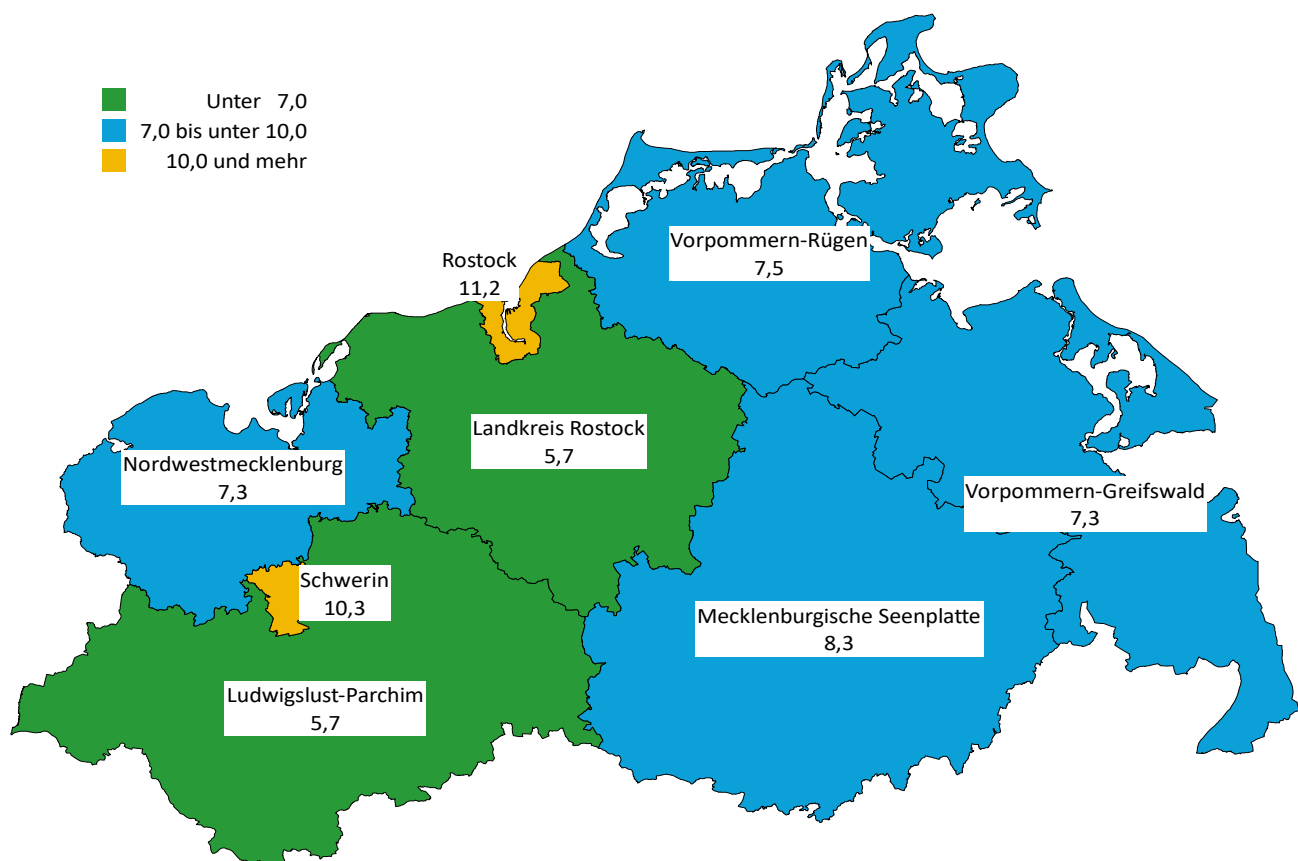 Unter 7,0
7,0 bis unter 10,0
10,0 und mehr
Vorpommern-Rügen
7,5
Rostock
11,2
Landkreis Rostock
5,7
Nordwestmecklenburg
7,3
Vorpommern-Greifswald
7,3
Schwerin
10,3
Mecklenburgische Seenplatte
8,3
Ludwigslust-Parchim
5,7